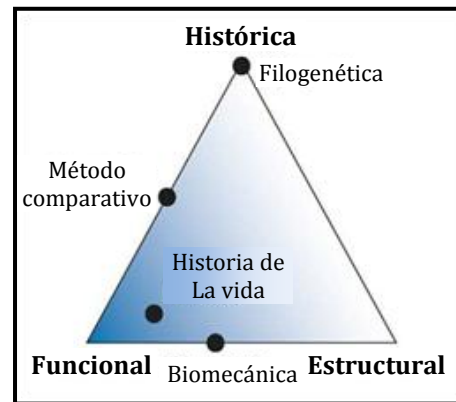 Histórica
Filogenética
Método
comparativo
Historia de
La vida
Funcional
Biomecánica
Estructural